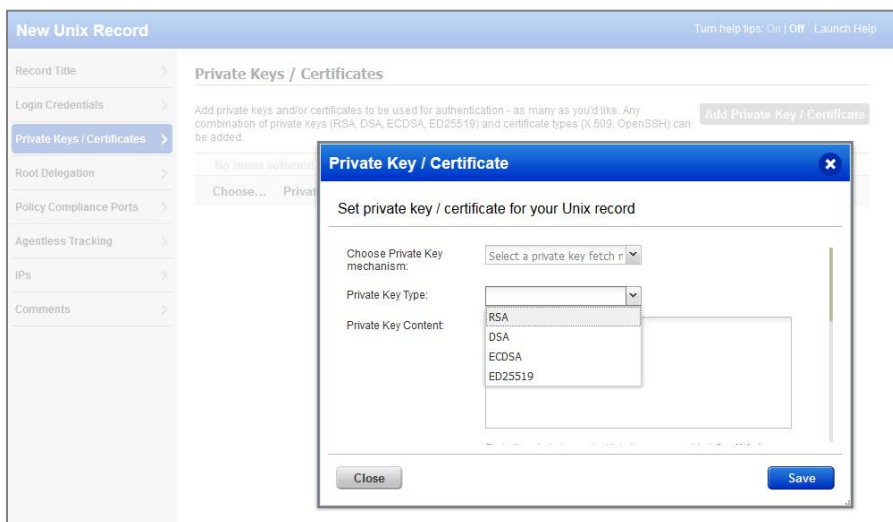 New Unix Record
Turn help tips: On | Off Launch Help
Record Title
Login Credentials
Private Keys / Certificates
Root Delegation
Policy Compliance Ports
Agentless Tracking
IPs
Comments
Private Keys / Certificates
Add private keys and/or certificates to be used for authentication - as many as you'd like. Any
combination of private keys (RSA, DSA, ECDSA, ED25519) and certificate types (X.509, OpenSSH) can
be added.
Add Private Key / Certificate
No items selected
Choose... Privat
Private Key / Certificate
Set private key / certificate for your Unix record
Choose Private Key
mechanism:
Select a private key fetch r
Private Key Type:
RSA
DSA
ECDSA
ED25519
Private Key Content:
Close
Save